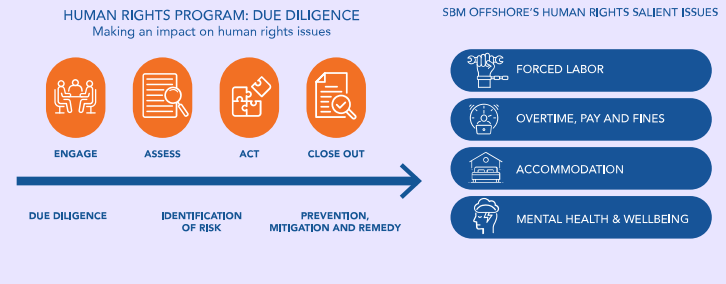 HUMAN RIGHTS PROGRAM: DUE DILIGENCE
Making an impact on human rights issues
ENGAGE
ASSESS
ACT
CLOSE OUT
DUE DILIGENCE
IDENTIFICATION
OF RISK
PREVENTION,
MITIGATION AND REMEDY
SBM OFFSHORE'S HUMAN RIGHTS SALIENT ISSUES
FORCED LABOR
OVERTIME, PAY AND FINES
ACCOMMODATION
MENTAL HEALTH & WELLBEING